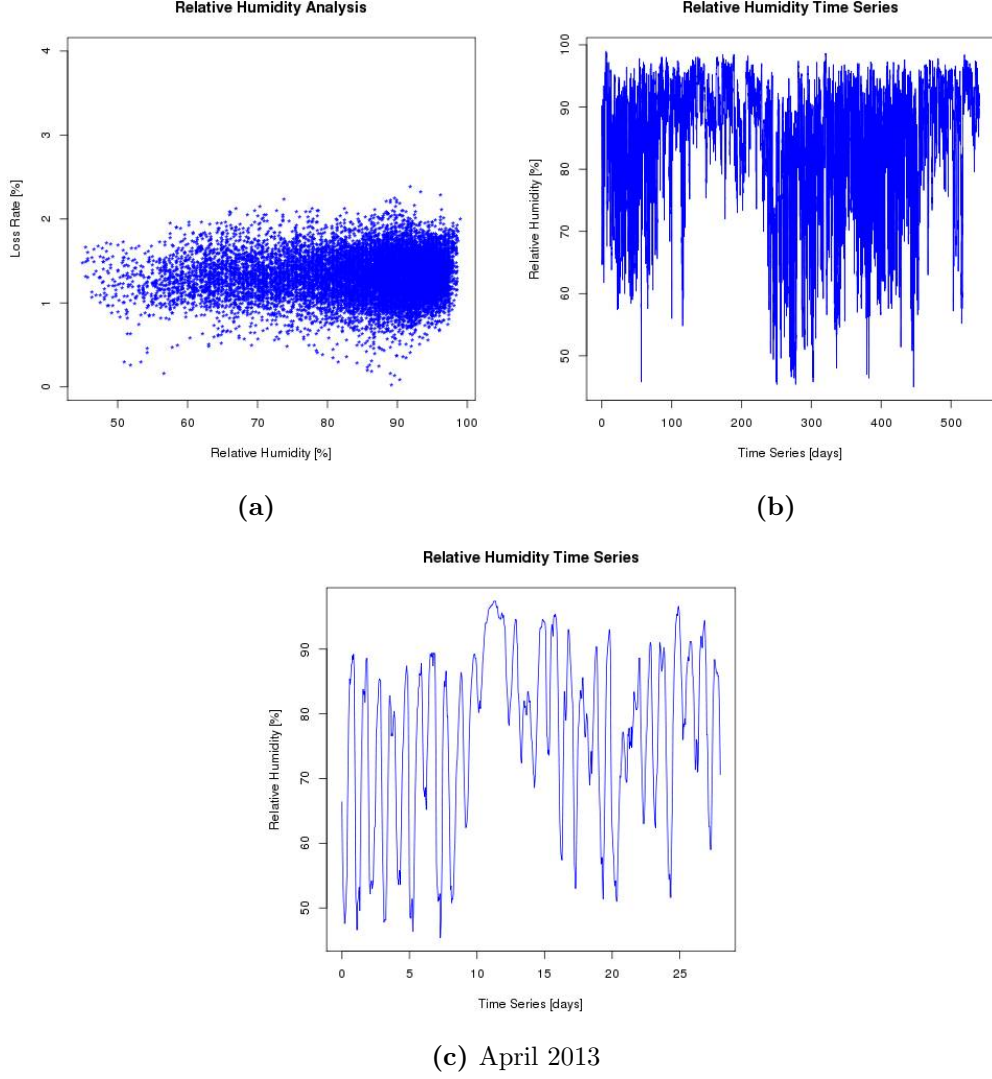 Relative Humidity Analysis
Loss Rate [%]
4
3
2
1
0
50 60 70 80 90 100
Relative Humidity [%]
(a)
Relative Humidity Time Series
Relative Humidity [%]
100
90
80
70
60
50
0 100 200 300 400 500
Time Series [days]
(b)
Relative Humidity Time Series
Relative Humidity [%]
90
80
70
60
50
0 5 10 15 20 25
Time Series [days]
(c) April 2013